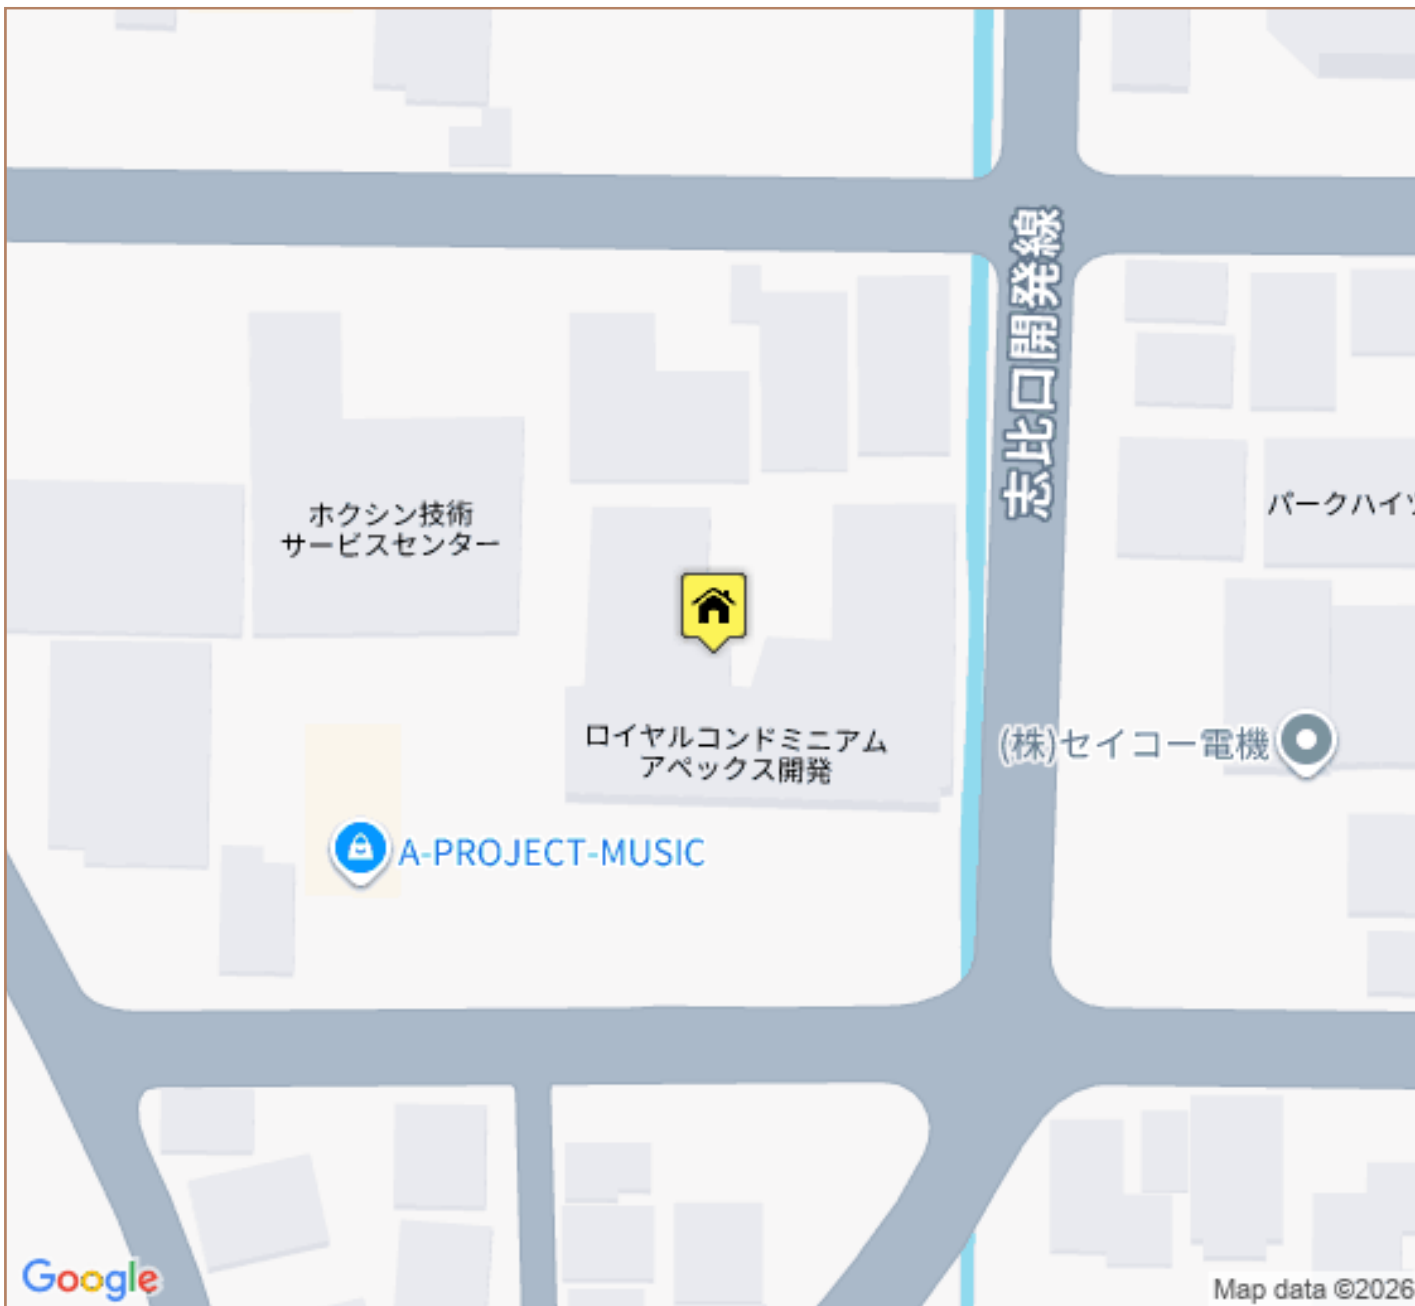 志比口開発線
ホクシン技術
サービスセンター
パークハイツ
ロイヤルコンドミニアム
アペックス開発
(株)セイコー電機
A-PROJECT-MUSIC
Google
Map data ©2026